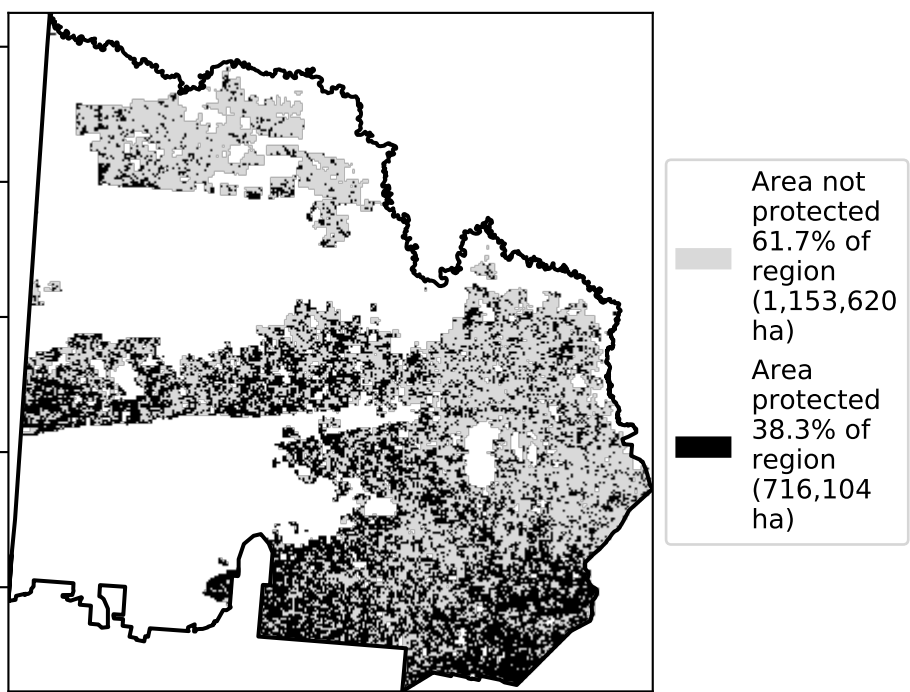 Area not
protected
61.7% of
region
(1,153,620
ha)
Area
protected
38.3% of
region
(716,104
ha)